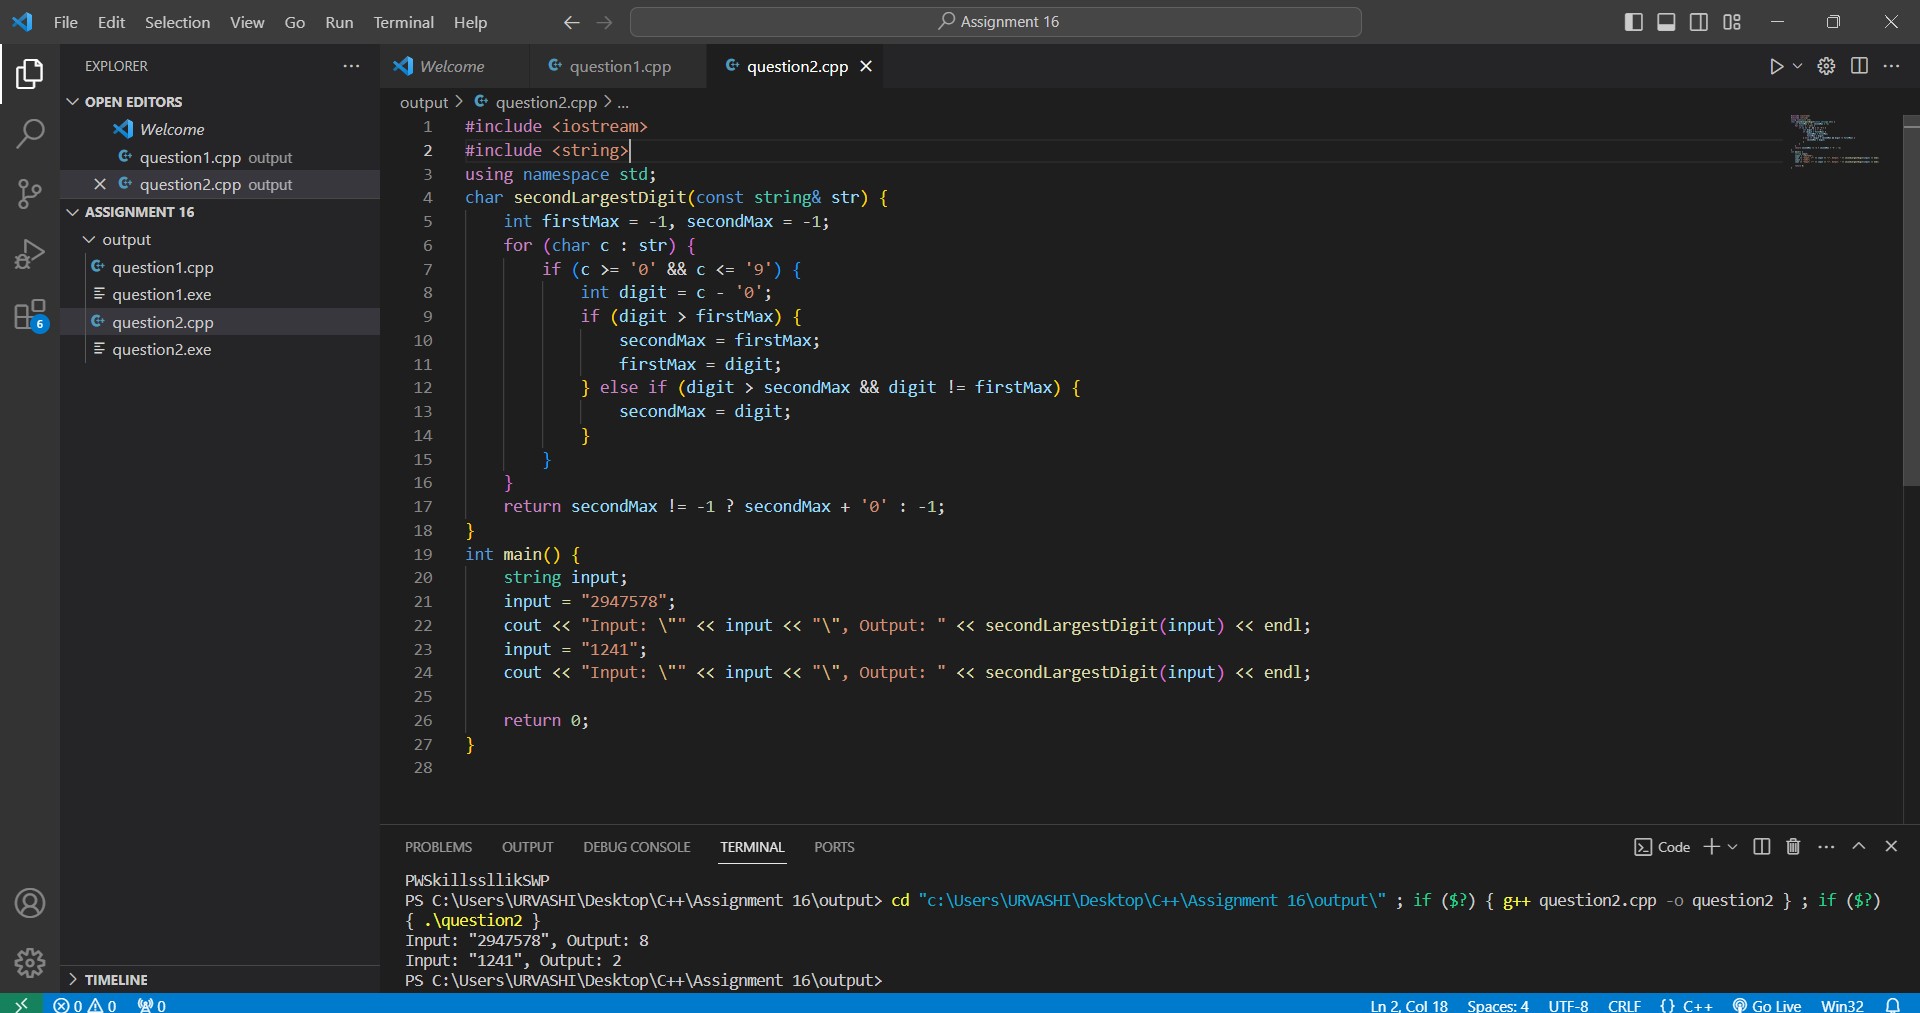 File Edit Selection View Go Run Terminal Help
Assignment 16
EXPLORER
OPEN EDITORS
Welcome
question1.cpp output
question2.cpp output
ASSIGNMENT 16
output
question1.cpp
question1.exe
question2.cpp
question2.exe
TIMELINE
6
Welcome question1.cpp question2.cpp
output > question2.cpp > ...
1 #include <iostream>
2 #include <string>
3 using namespace std;
4 char secondLargestDigit(const string& str) {
5     int firstMax = -1, secondMax = -1;
6     for (char c : str) {
7         if (c >= '0' && c <= '9') {
8             int digit = c - '0';
9             if (digit > firstMax) {
10                 secondMax = firstMax;
11                 firstMax = digit;
12             } else if (digit > secondMax && digit != firstMax) {
13                 secondMax = digit;
14             }
15         }
16     }
17     return secondMax != -1 ? secondMax + '0' : -1;
18 }
19 int main() {
20     string input;
21     input = "2947578";
22     cout << "Input: \"" << input << "\", Output: " << secondLargestDigit(input) << endl;
23     input = "1241";
24     cout << "Input: \"" << input << "\", Output: " << secondLargestDigit(input) << endl;
25
26     return 0;
27 }
28
PROBLEMS OUTPUT DEBUG CONSOLE TERMINAL PORTS
Code
PWSkillssllikSWP
PS C:\Users\URVASHI\Desktop\C++\Assignment 16\output> cd "c:\Users\URVASHI\Desktop\C++\Assignment 16\output\" ; if ($?) { g++ question2.cpp -o question2 } ; if ($?)
{ .\question2 }
Input: "2947578", Output: 8
Input: "1241", Output: 2
PS C:\Users\URVASHI\Desktop\C++\Assignment 16\output>
0 0 0
Ln 2, Col 18 Spaces: 4 UTF-8 CRLF {} C++ Go Live Win32